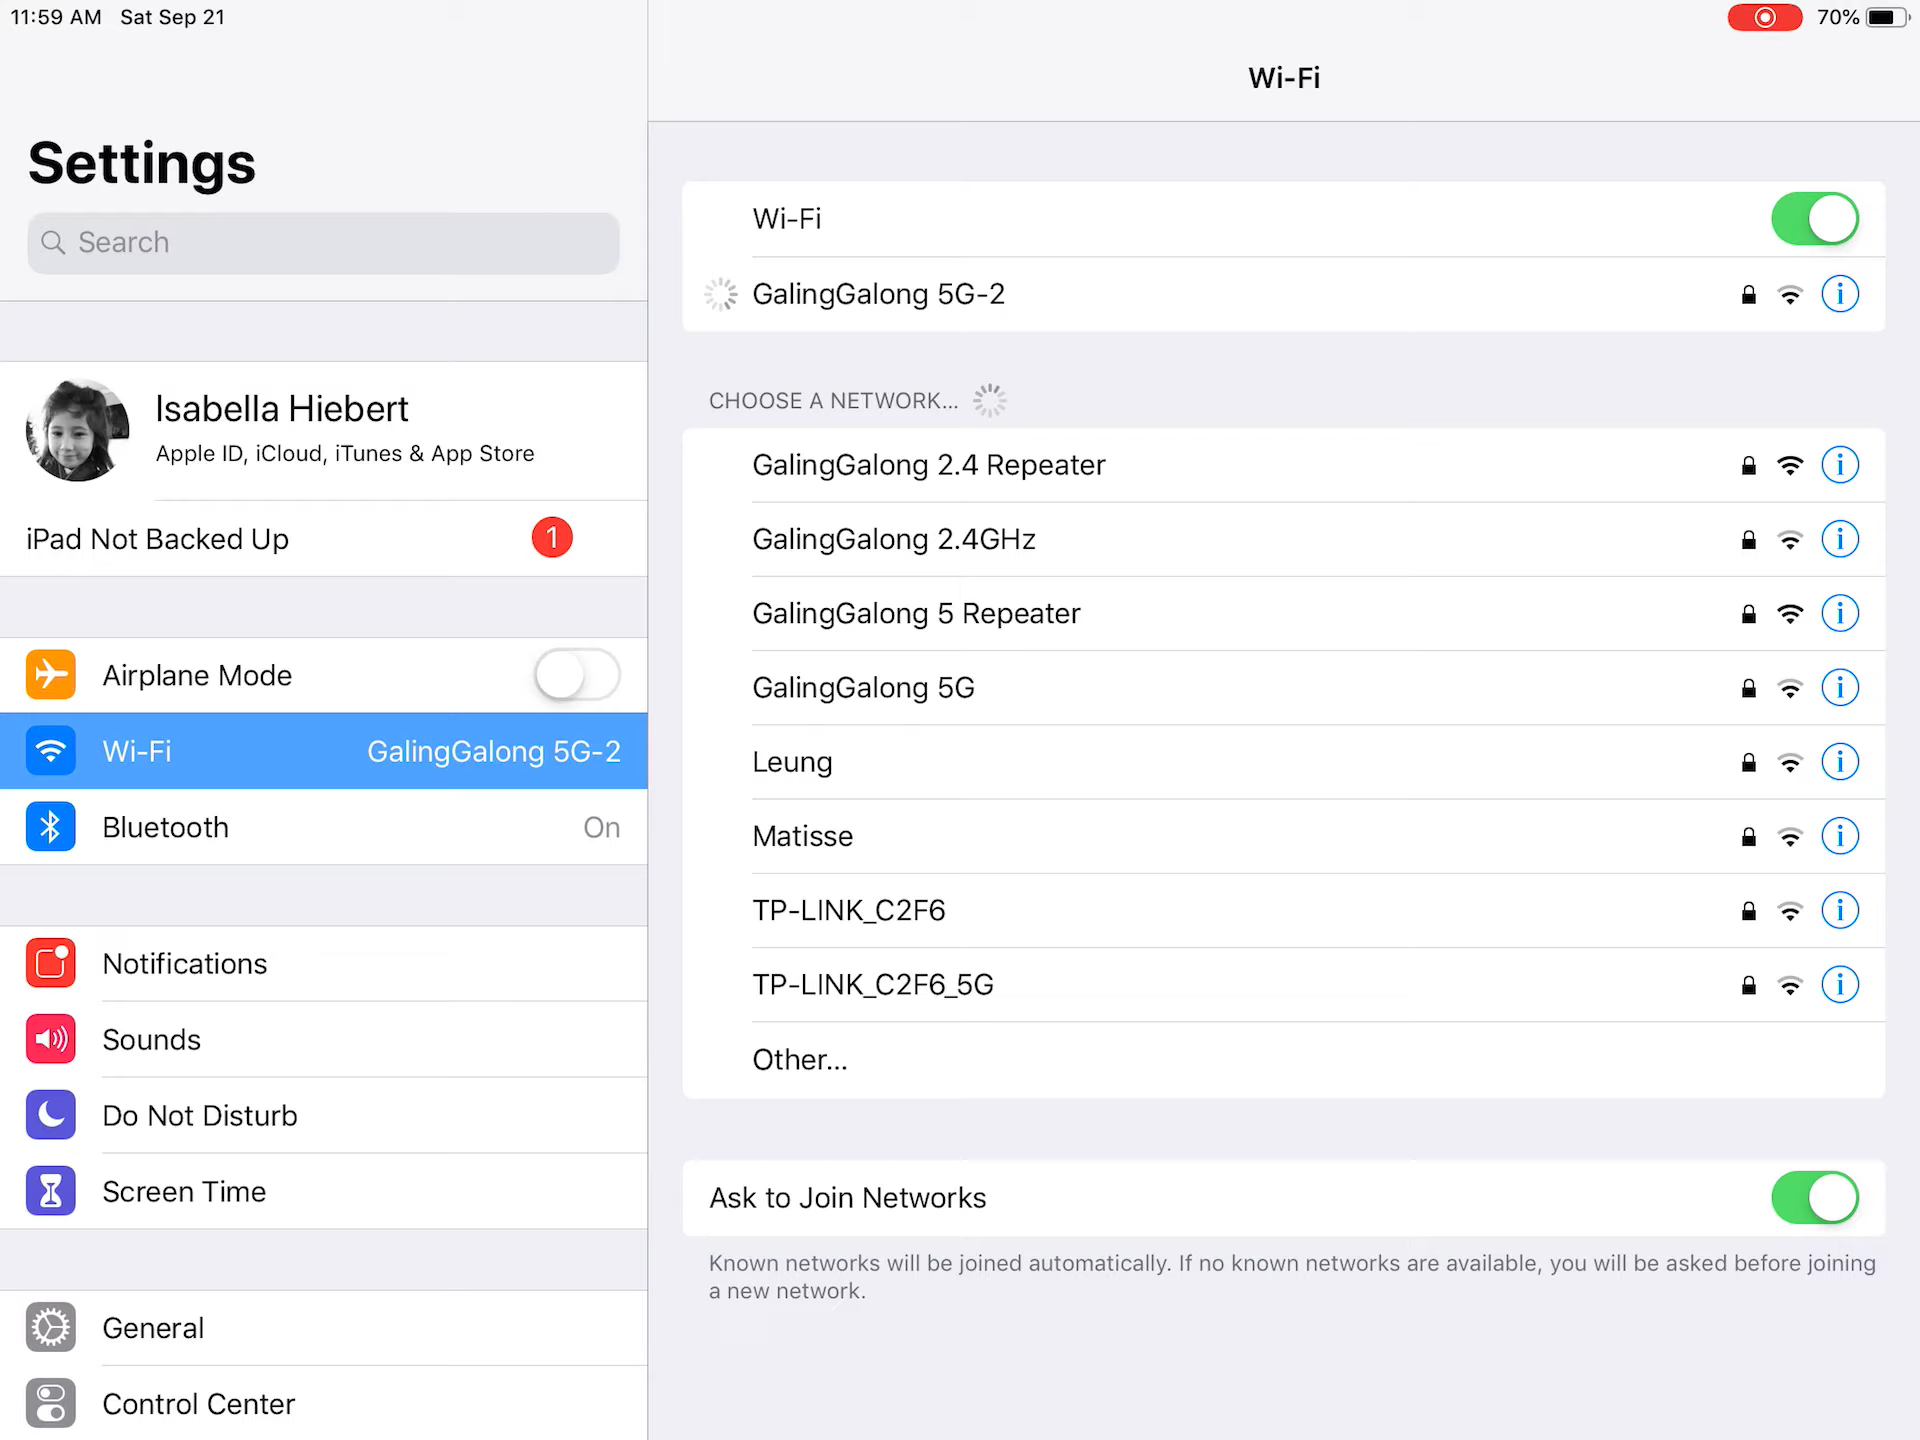 11:59 AM Sat Sep 21
70%
Settings
Search
Isabella Hiebert
Apple ID, iCloud, iTunes & App Store
iPad Not Backed Up 1
Airplane Mode
Wi-Fi GalingGalong 5G-2
Bluetooth On
Notifications
Sounds
Do Not Disturb
Screen Time
General
Control Center
Wi-Fi
Wi-Fi
GalingGalong 5G-2
CHOOSE A NETWORK...
GalingGalong 2.4 Repeater
GalingGalong 2.4GHz
GalingGalong 5 Repeater
GalingGalong 5G
Leung
Matisse
TP-LINK_C2F6
TP-LINK_C2F6_5G
Other...
Ask to Join Networks
Known networks will be joined automatically. If no known networks are available, you will be asked before joining
a new network.